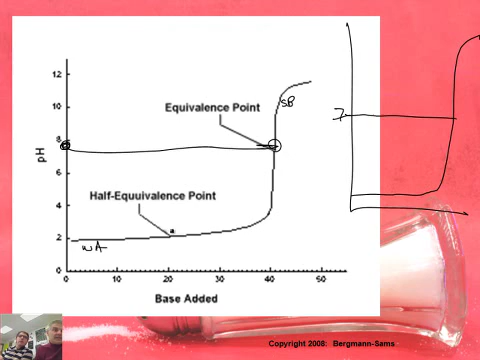 12
10
8
6
4
2
0
pH
Equivalence Point
SB
7
Half-Equuivalence Point
wA
0
10
20
30
40
50
Base Added
Copyright 2008: Bergmann-Sams